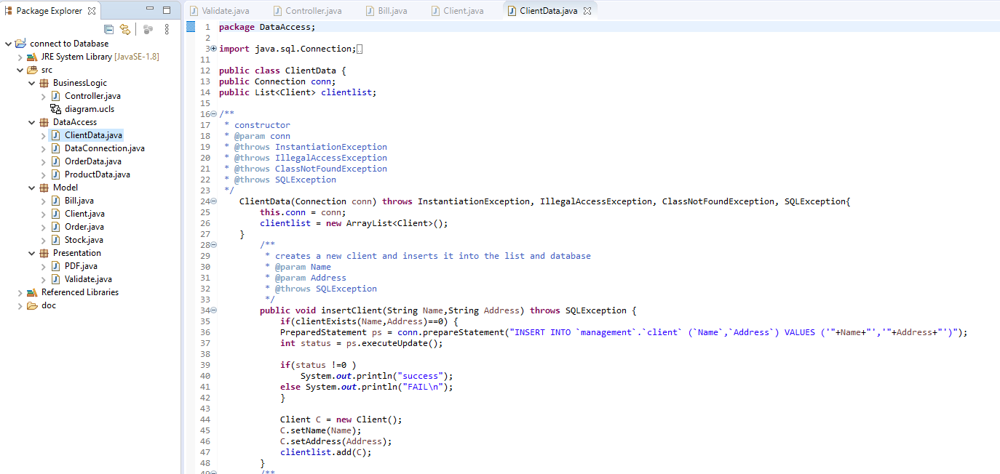 Package Explorer
connect to Database
JRE System Library [JavaSE-1.8]
src
BusinessLogic
Controller.java
diagram.ucls
DataAccess
ClientData.java
DataConnection.java
OrderData.java
ProductData.java
Model
Bill.java
Client.java
Order.java
Stock.java
Presentation
PDF.java
Validate.java
Referenced Libraries
doc
Validate.java Controller.java Bill.java Client.java ClientData.java
1 package DataAccess;
2
3 import java.sql.Connection;
11
12 public class ClientData {
13 public Connection conn;
14 public List<Client> clientlist;
15
16 /**
17 * constructor
18 * @param conn
19 * @throws InstantiationException
20 * @throws IllegalAccessException
21 * @throws ClassNotFoundException
22 * @throws SQLException
23 */
24 ClientData(Connection conn) throws InstantiationException, IllegalAccessException, ClassNotFoundException, SQLException{
25 this.conn = conn;
26 clientlist = new ArrayList<Client>();
27 }
28 /**
29 * creates a new client and inserts it into the list and database
30 * @param Name
31 * @param Address
32 * @throws SQLException
33 */
34 public void insertClient(String Name,String Address) throws SQLException {
35 if(clientExists(Name,Address)==0) {
36 PreparedStatement ps = conn.prepareStatement("INSERT INTO `management`.`client` (`Name`,`Address`) VALUES ('"+Name+"','"+Address+"')");
37 int status = ps.executeUpdate();
38
39 if(status !=0 )
40 System.out.println("success");
41 else System.out.println("FAIL\n");
42 }
43
44 Client C = new Client();
45 C.setName(Name);
46 C.setAddress(Address);
47 clientlist.add(C);
48 }
49 /**